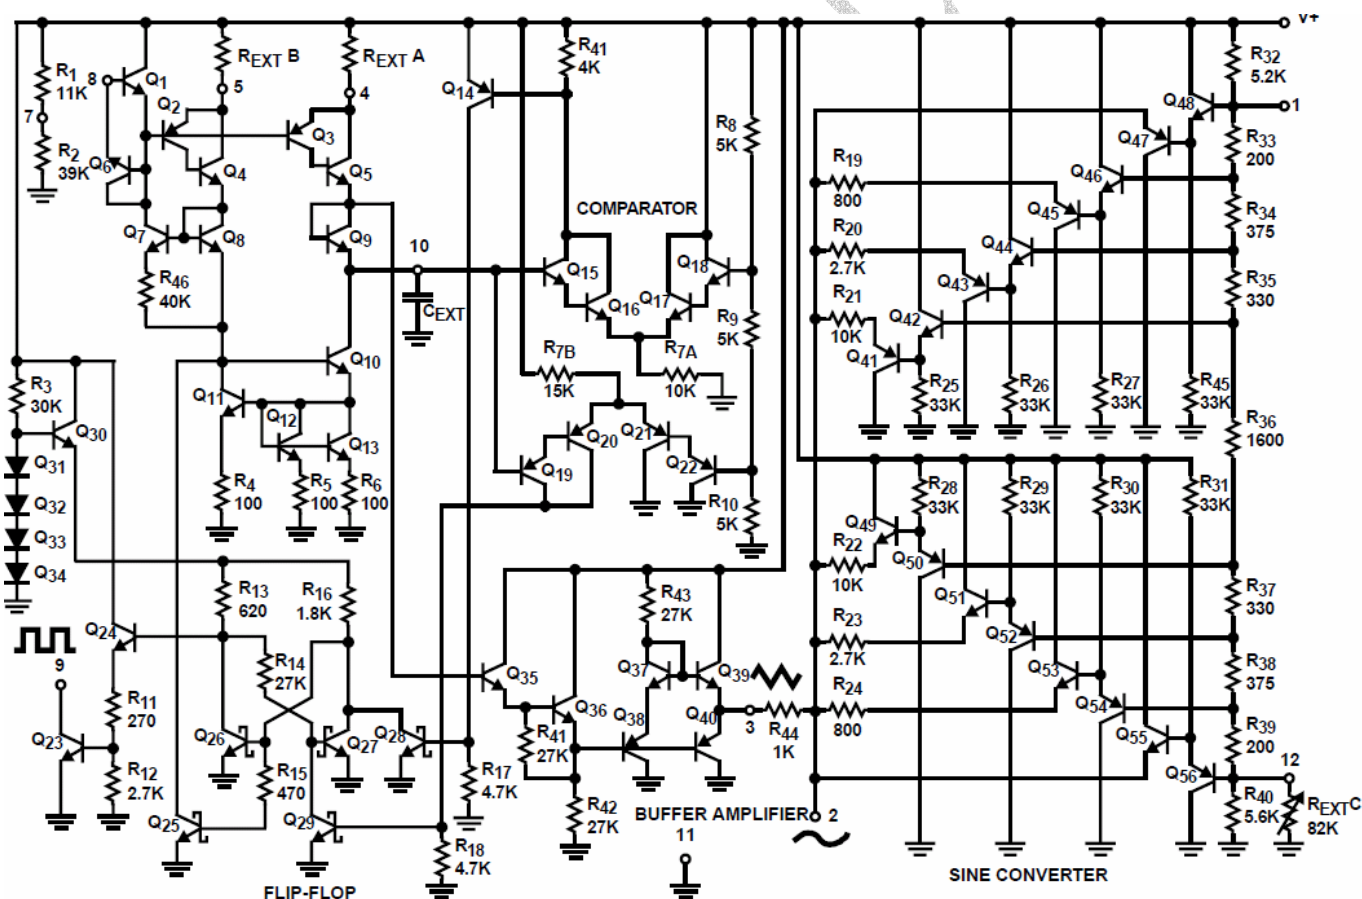 V+
R1
11K
8
Q1
REXT B
5
REXT A
4
Q14
R41
4K
R32
5.2K
Q48
1
7
R2
39K
Q2
Q3
Q6
Q4
Q5
R8
5K
Q47
R33
200
R19
800
Q46
R34
375
COMPARATOR
Q45
Q7
Q8
Q9
10
R20
2.7K
Q44
R46
40K
Q15
Q18
Q43
R35
330
CEXT
Q16
Q17
R21
10K
Q42
R9
5K
R7B
15K
R7A
10K
Q41
Q10
R3
30K
Q11
Q12
R25
33K
R26
33K
R27
33K
R45
33K
Q30
Q13
Q20
Q21
R36
1600
Q31
Q19
Q22
R4
100
R5
100
R6
100
R10
5K
R28
33K
R29
33K
R30
33K
R31
33K
Q32
Q33
Q34
Q49
R22
10K
Q50
R13
620
R16
1.8K
R43
27K
Q51
R37
330
Q24
R23
2.7K
Q52
9
R14
27K
Q35
Q37
Q39
Q53
R38
375
R24
800
R11
270
Q36
Q38
Q40
3
Q54
R39
200
Q23
Q26
Q27
Q28
R41
27K
R44
1K
Q55
12
R12
2.7K
R15
470
R17
4.7K
Q56
R42
27K
BUFFER AMPLIFIER
2
R40
5.6K
REXTC
82K
Q25
Q29
11
R18
4.7K
SINE CONVERTER
FLIP-FLOP